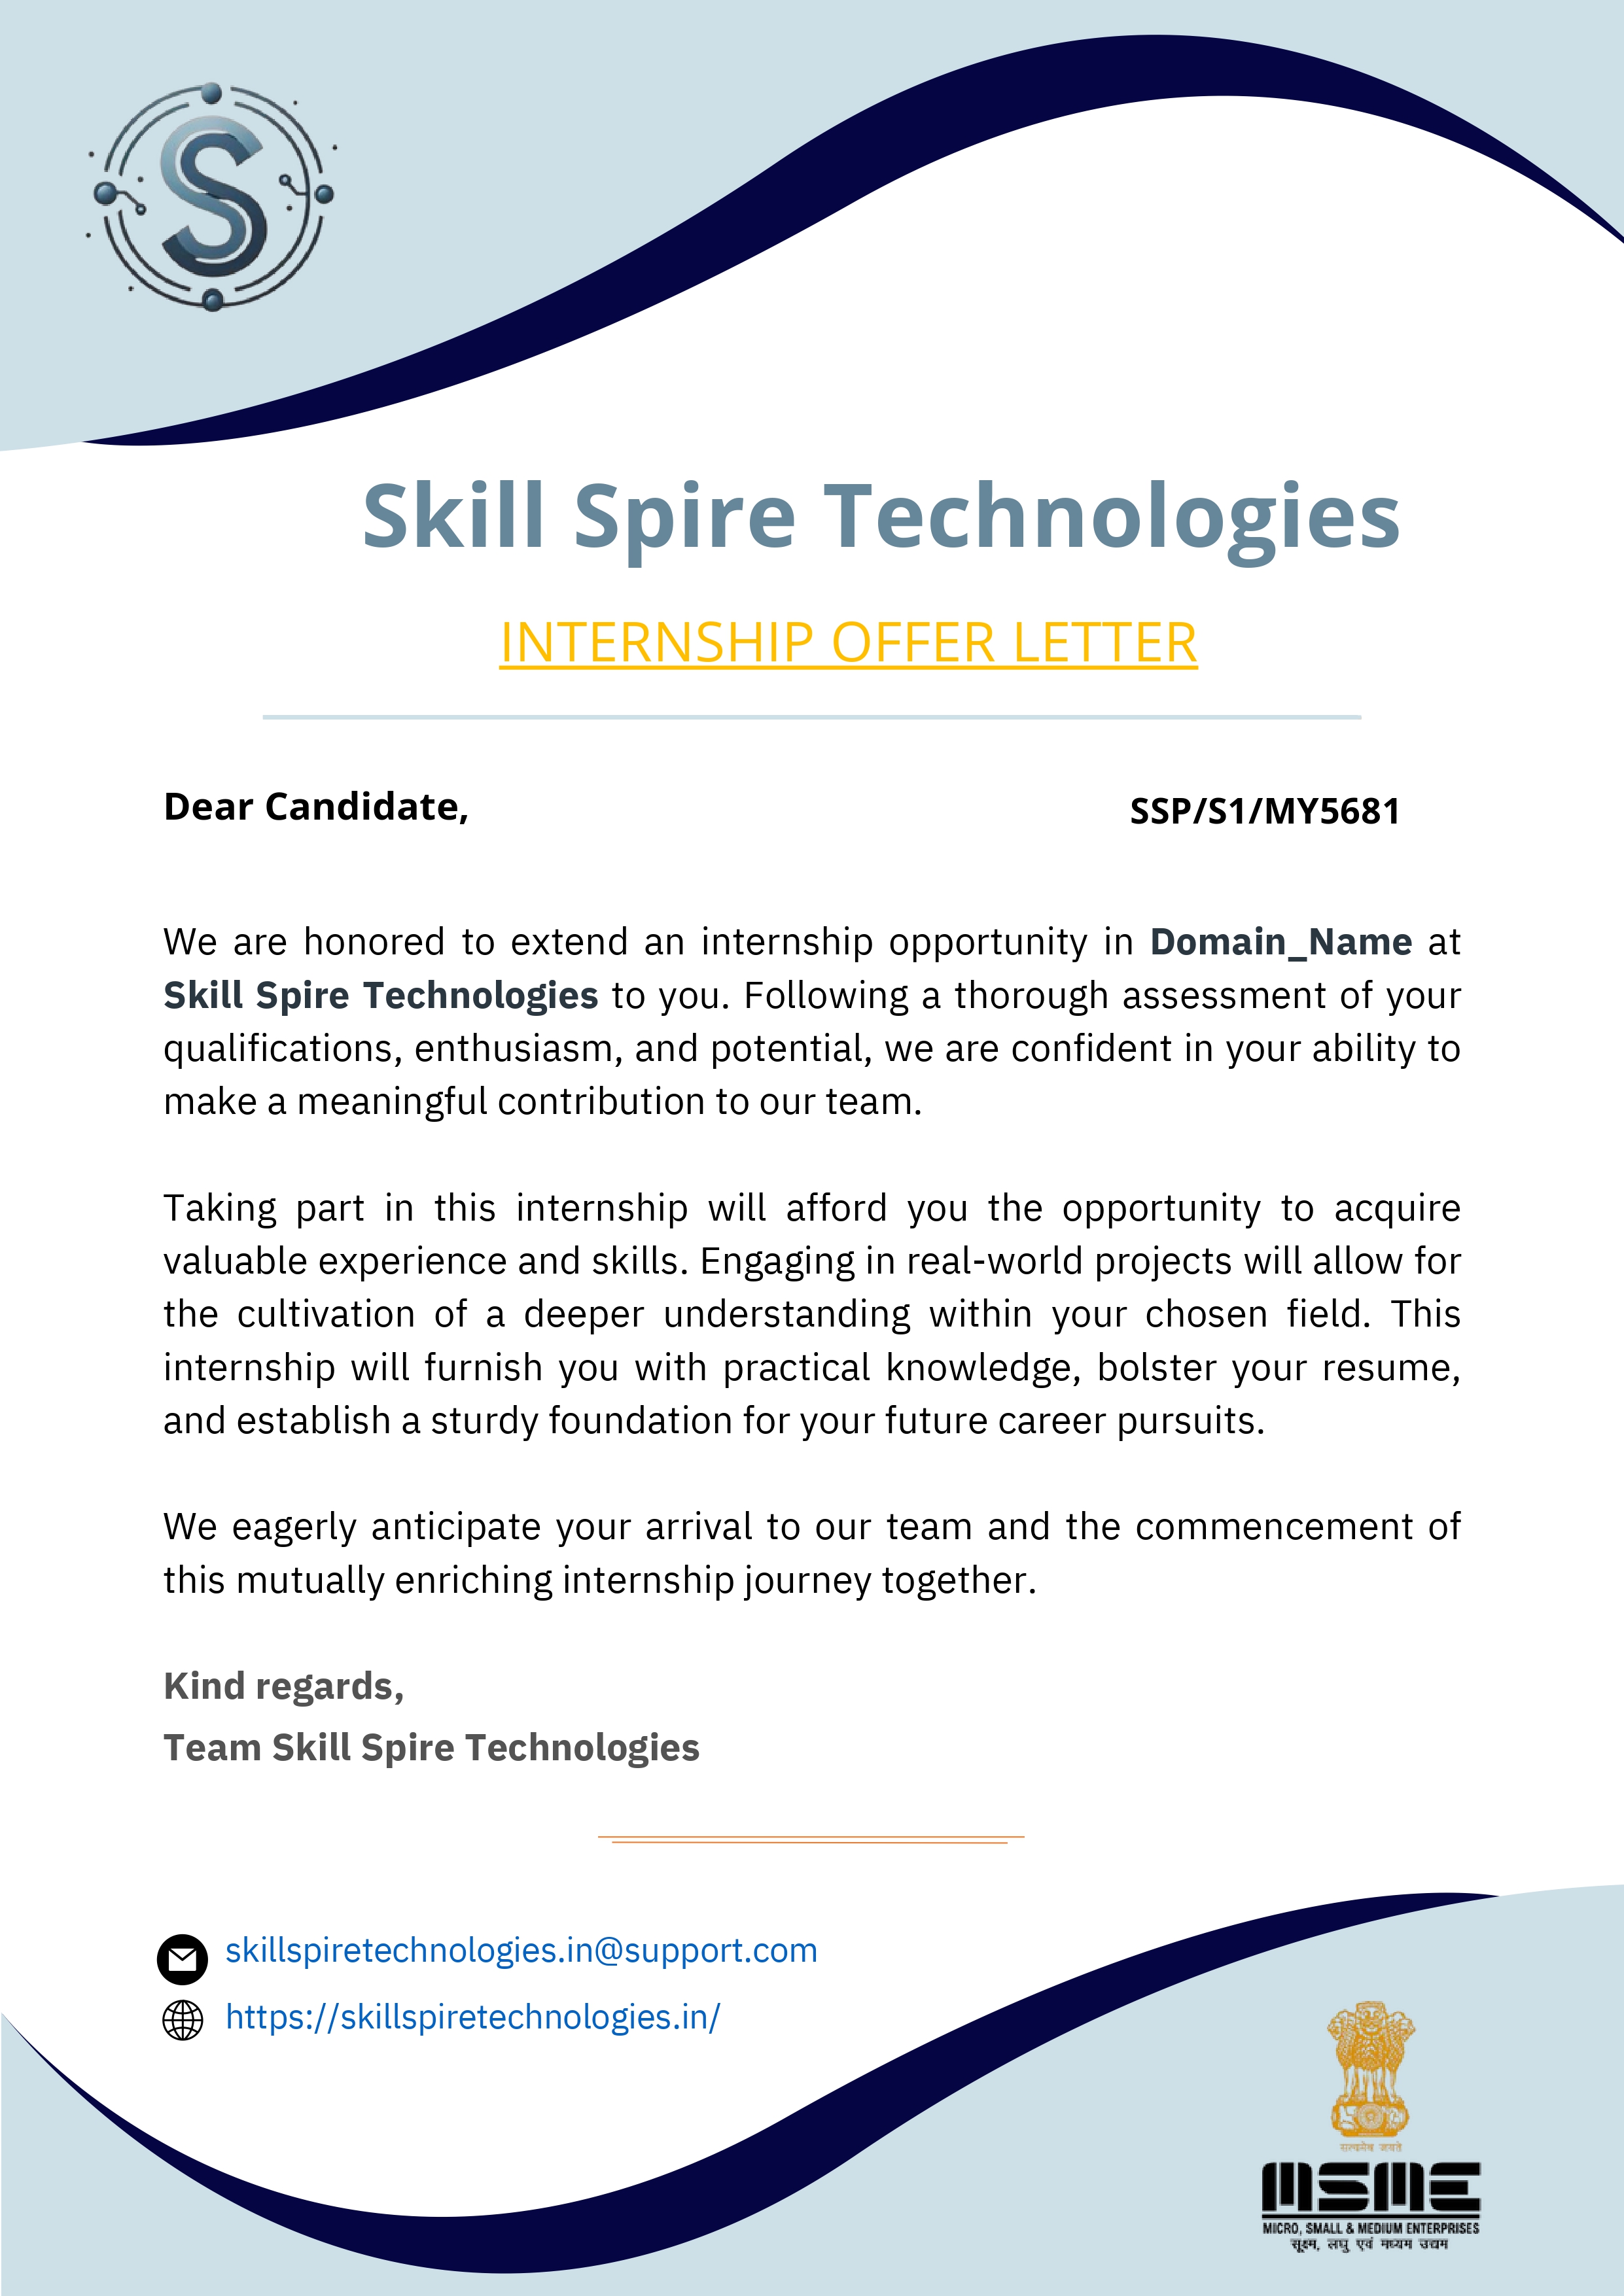 S
Skill Spire Technologies
INTERNSHIP OFFER LETTER
Dear Candidate,
SSP/S1/MY5681
We are honored to extend an internship opportunity in Domain_Name at
Skill Spire Technologies to you. Following a thorough assessment of your
qualifications, enthusiasm, and potential, we are confident in your ability to
make a meaningful contribution to our team.
Taking part in this internship will afford you the opportunity to acquire
valuable experience and skills. Engaging in real-world projects will allow for
the cultivation of a deeper understanding within your chosen field. This
internship will furnish you with practical knowledge, bolster your resume,
and establish a sturdy foundation for your future career pursuits.
We eagerly anticipate your arrival to our team and the commencement of
this mutually enriching internship journey together.
Kind regards,
Team Skill Spire Technologies
skillspiretechnologies.in@support.com
https://skillspiretechnologies.in/
सत्यमेव जयते
MSME
MICRO, SMALL & MEDIUM ENTERPRISES
सूक्ष्म, लघु एवं मध्यम उद्यम